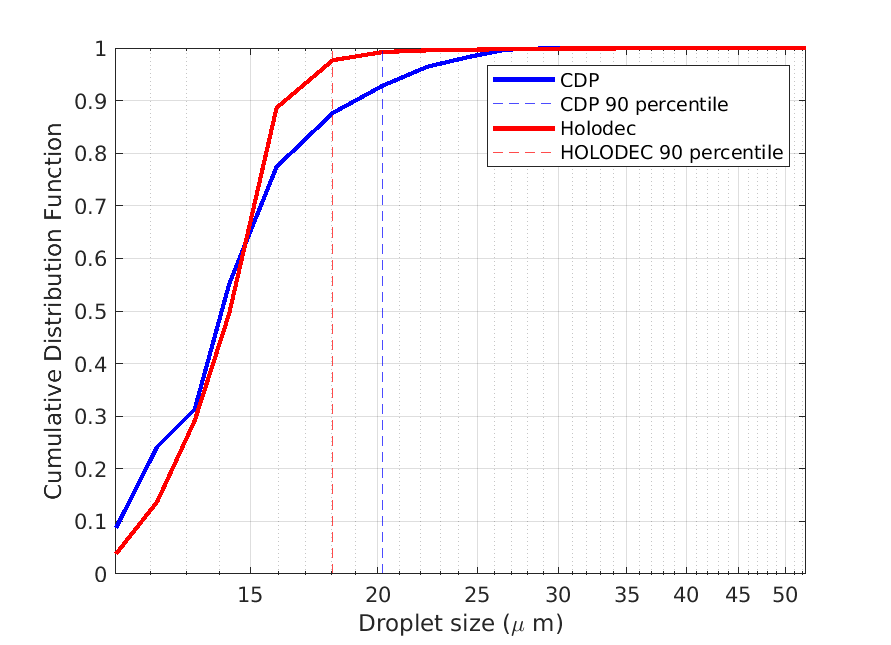 1
0.9
0.8
0.7
0.6
0.5
0.4
0.3
0.2
0.1
0
Cumulative Distribution Function
CDP
CDP 90 percentile
Holodec
HOLODEC 90 percentile
15 20 25 30 35 40 45 50
Droplet size (μ m)